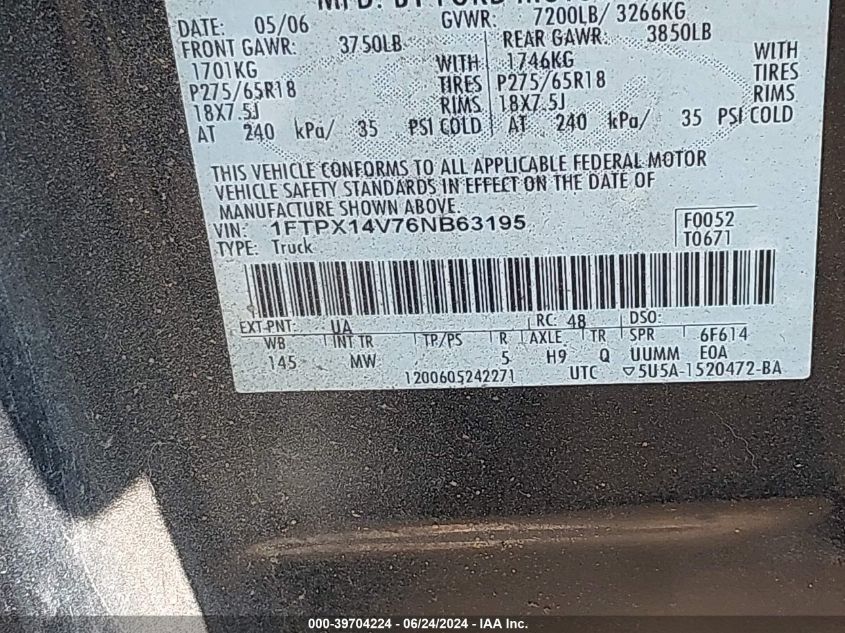 MFD. BY FORD MOTOR
DATE: 05/06 GVWR: 7200LB/ 3266KG
FRONT GAWR: 3750LB REAR GAWR: 3850LB
1701KG WITH 1746KG WITH
P275/65R18 TIRES P275/65R18 TIRES
18X7.5J RIMS 18X7.5J RIMS
AT 240 kPa/ 35 PSI COLD AT 240 kPa/ 35 PSI COLD
THIS VEHICLE CONFORMS TO ALL APPLICABLE FEDERAL MOTOR
VEHICLE SAFETY STANDARDS IN EFFECT ON THE DATE OF
MANUFACTURE SHOWN ABOVE.
VIN: 1FTPX14V76NB63195 F0052
TYPE: Truck T0671
EXT PNT: UA RC: 48 DSO:
WB INT TR TP/PS R AXLE TR SPR 6F614
145 MW 5 H9 Q UUMM EOA
1200605242271 UTC ▽5U5A-1520472-BA
000-39704224 - 06/24/2024 - IAA Inc.